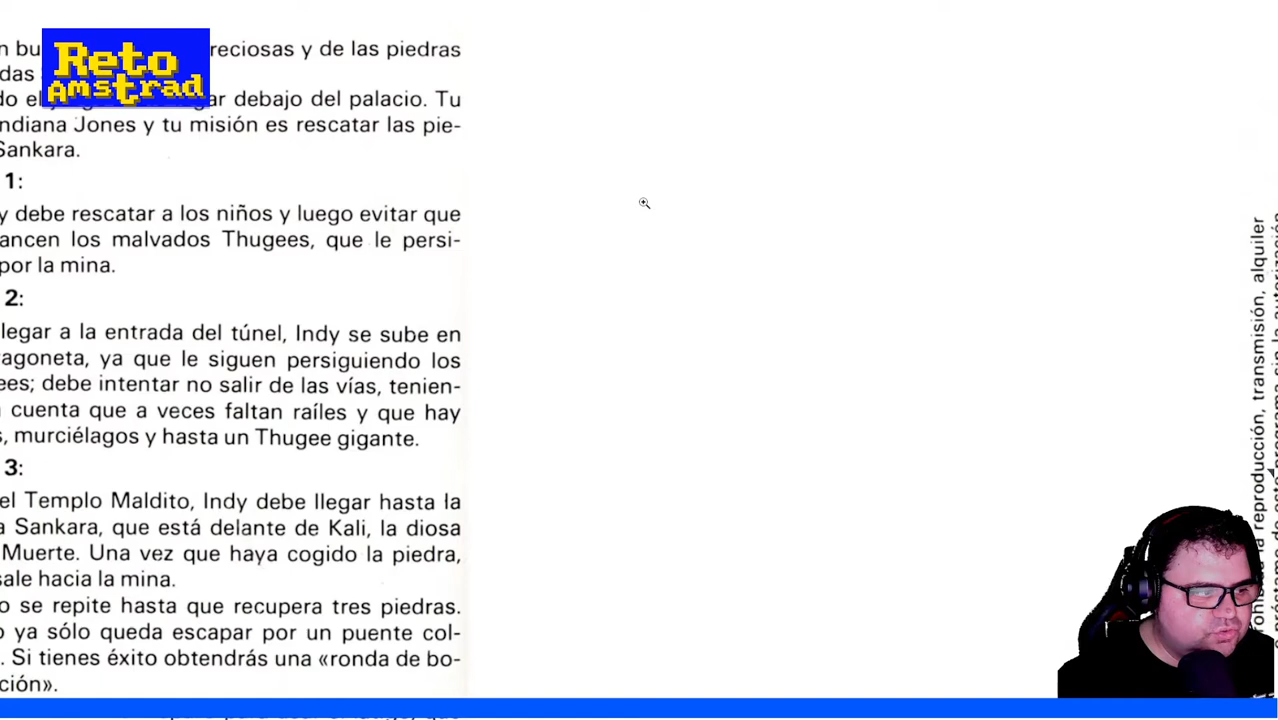 Reto
Amstrad
n bu
reciosas y de las piedras
das
do el
gar debajo del palacio. Tu
ndiana Jones y tu misión es rescatar las pie-
Sankara.
1:
y debe rescatar a los niños y luego evitar que
ancen los malvados Thugees, que le persi-
por la mina.
2:
legar a la entrada del túnel, Indy se sube en
agoneta, ya que le siguen persiguiendo los
ees; debe intentar no salir de las vías, tenien-
cuenta que a veces faltan raíles y que hay
s, murciélagos y hasta un Thugee gigante.
3:
el Templo Maldito, Indy debe llegar hasta la
a Sankara, que está delante de Kali, la diosa
Muerte. Una vez que haya cogido la piedra,
sale hacia la mina.
o se repite hasta que recupera tres piedras.
o ya sólo queda escapar por un puente col-
. Si tienes éxito obtendrás una «ronda de bo-
ción».
la reproducción, transmisión, alquiler